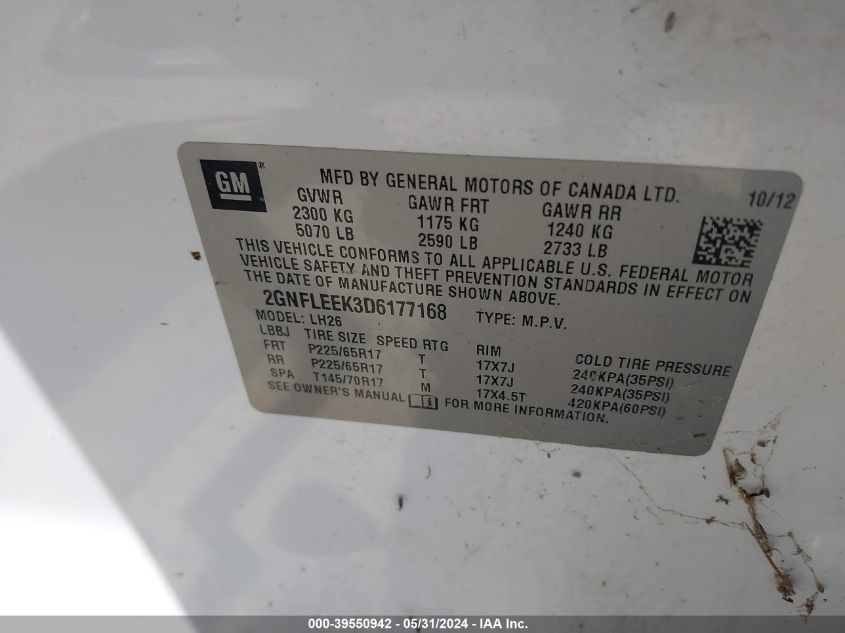 GM ®
MFD BY GENERAL MOTORS OF CANADA LTD. 10/12
GVWR GAWR FRT GAWR RR
2300 KG 1175 KG 1240 KG
5070 LB 2590 LB 2733 LB
THIS VEHICLE CONFORMS TO ALL APPLICABLE U.S. FEDERAL MOTOR
VEHICLE SAFETY AND THEFT PREVENTION STANDARDS IN EFFECT ON
THE DATE OF MANUFACTURE SHOWN ABOVE.
2GNFLEEK3D6177168 TYPE: M.P.V.
MODEL: LH26
LBBJ TIRE SIZE SPEED RTG RIM COLD TIRE PRESSURE
FRT P225/65R17 T 17X7J 240KPA(35PSI)
RR P225/65R17 T 17X7J 240KPA(35PSI)
SPA T145/70R17 M 17X4.5T 420KPA(60PSI)
SEE OWNER'S MANUAL FOR MORE INFORMATION.
000-39550942 - 05/31/2024 - IAA Inc.